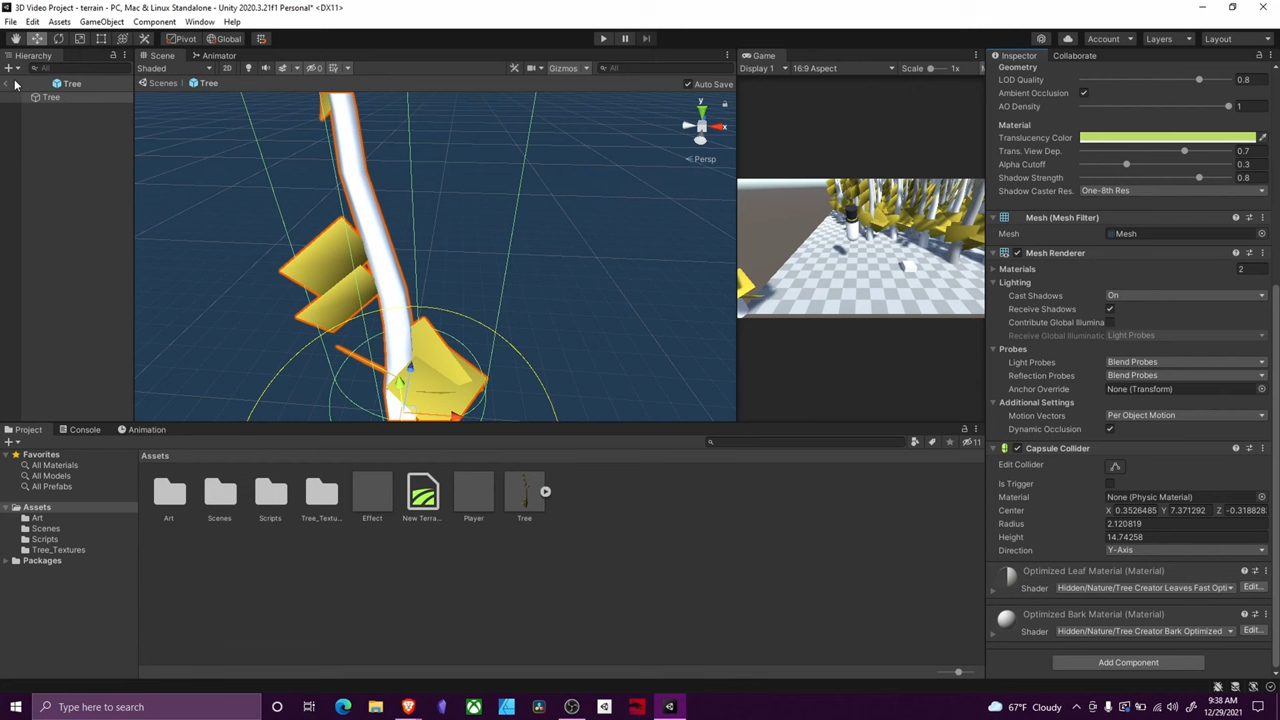 3D Video Project - terrain - PC, Mac & Linux Standalone - Unity 2020.3.21f1 Personal* <DX11>
File Edit Assets GameObject Component Window Help
Pivot Global Account Layers Layout
Hierarchy Scene Animator Game Inspector Collaborate
All Shaded 2D 0 Gizmos All Display 1 16:9 Aspect Scale 1x
Tree Scenes Tree Auto Save
Tree
y
x
Persp
Geometry
LOD Quality 0.8
Ambient Occlusion
AO Density 1
Material
Translucency Color
Trans. View Dep. 0.7
Alpha Cutoff 0.3
Shadow Strength 0.8
Shadow Caster Res. One-8th Res
Mesh (Mesh Filter)
Mesh Mesh
Mesh Renderer
Materials 2
Lighting
Cast Shadows On
Receive Shadows
Contribute Global Illumina
Receive Global Illuminatic Light Probes
Probes
Light Probes Blend Probes
Reflection Probes Blend Probes
Anchor Override None (Transform)
Additional Settings
Motion Vectors Per Object Motion
Dynamic Occlusion
Capsule Collider
Edit Collider
Is Trigger
Material None (Physic Material)
Center X 0.3526485 Y 7.371292 Z -0.318828
Radius 2.120819
Height 14.74258
Direction Y-Axis
Optimized Leaf Material (Material)
Shader Hidden/Nature/Tree Creator Leaves Fast Opti Edit...
Optimized Bark Material (Material)
Shader Hidden/Nature/Tree Creator Bark Optimized Edit...
Add Component
Project Console Animation
11
Favorites
All Materials
All Models
All Prefabs
Assets
Art
Scenes
Scripts
Tree_Textures
Packages
Assets
Art Scenes Scripts Tree_Textu... Effect New Terra... Player Tree
Type here to search
67°F Cloudy
9:38 AM
12/29/2021